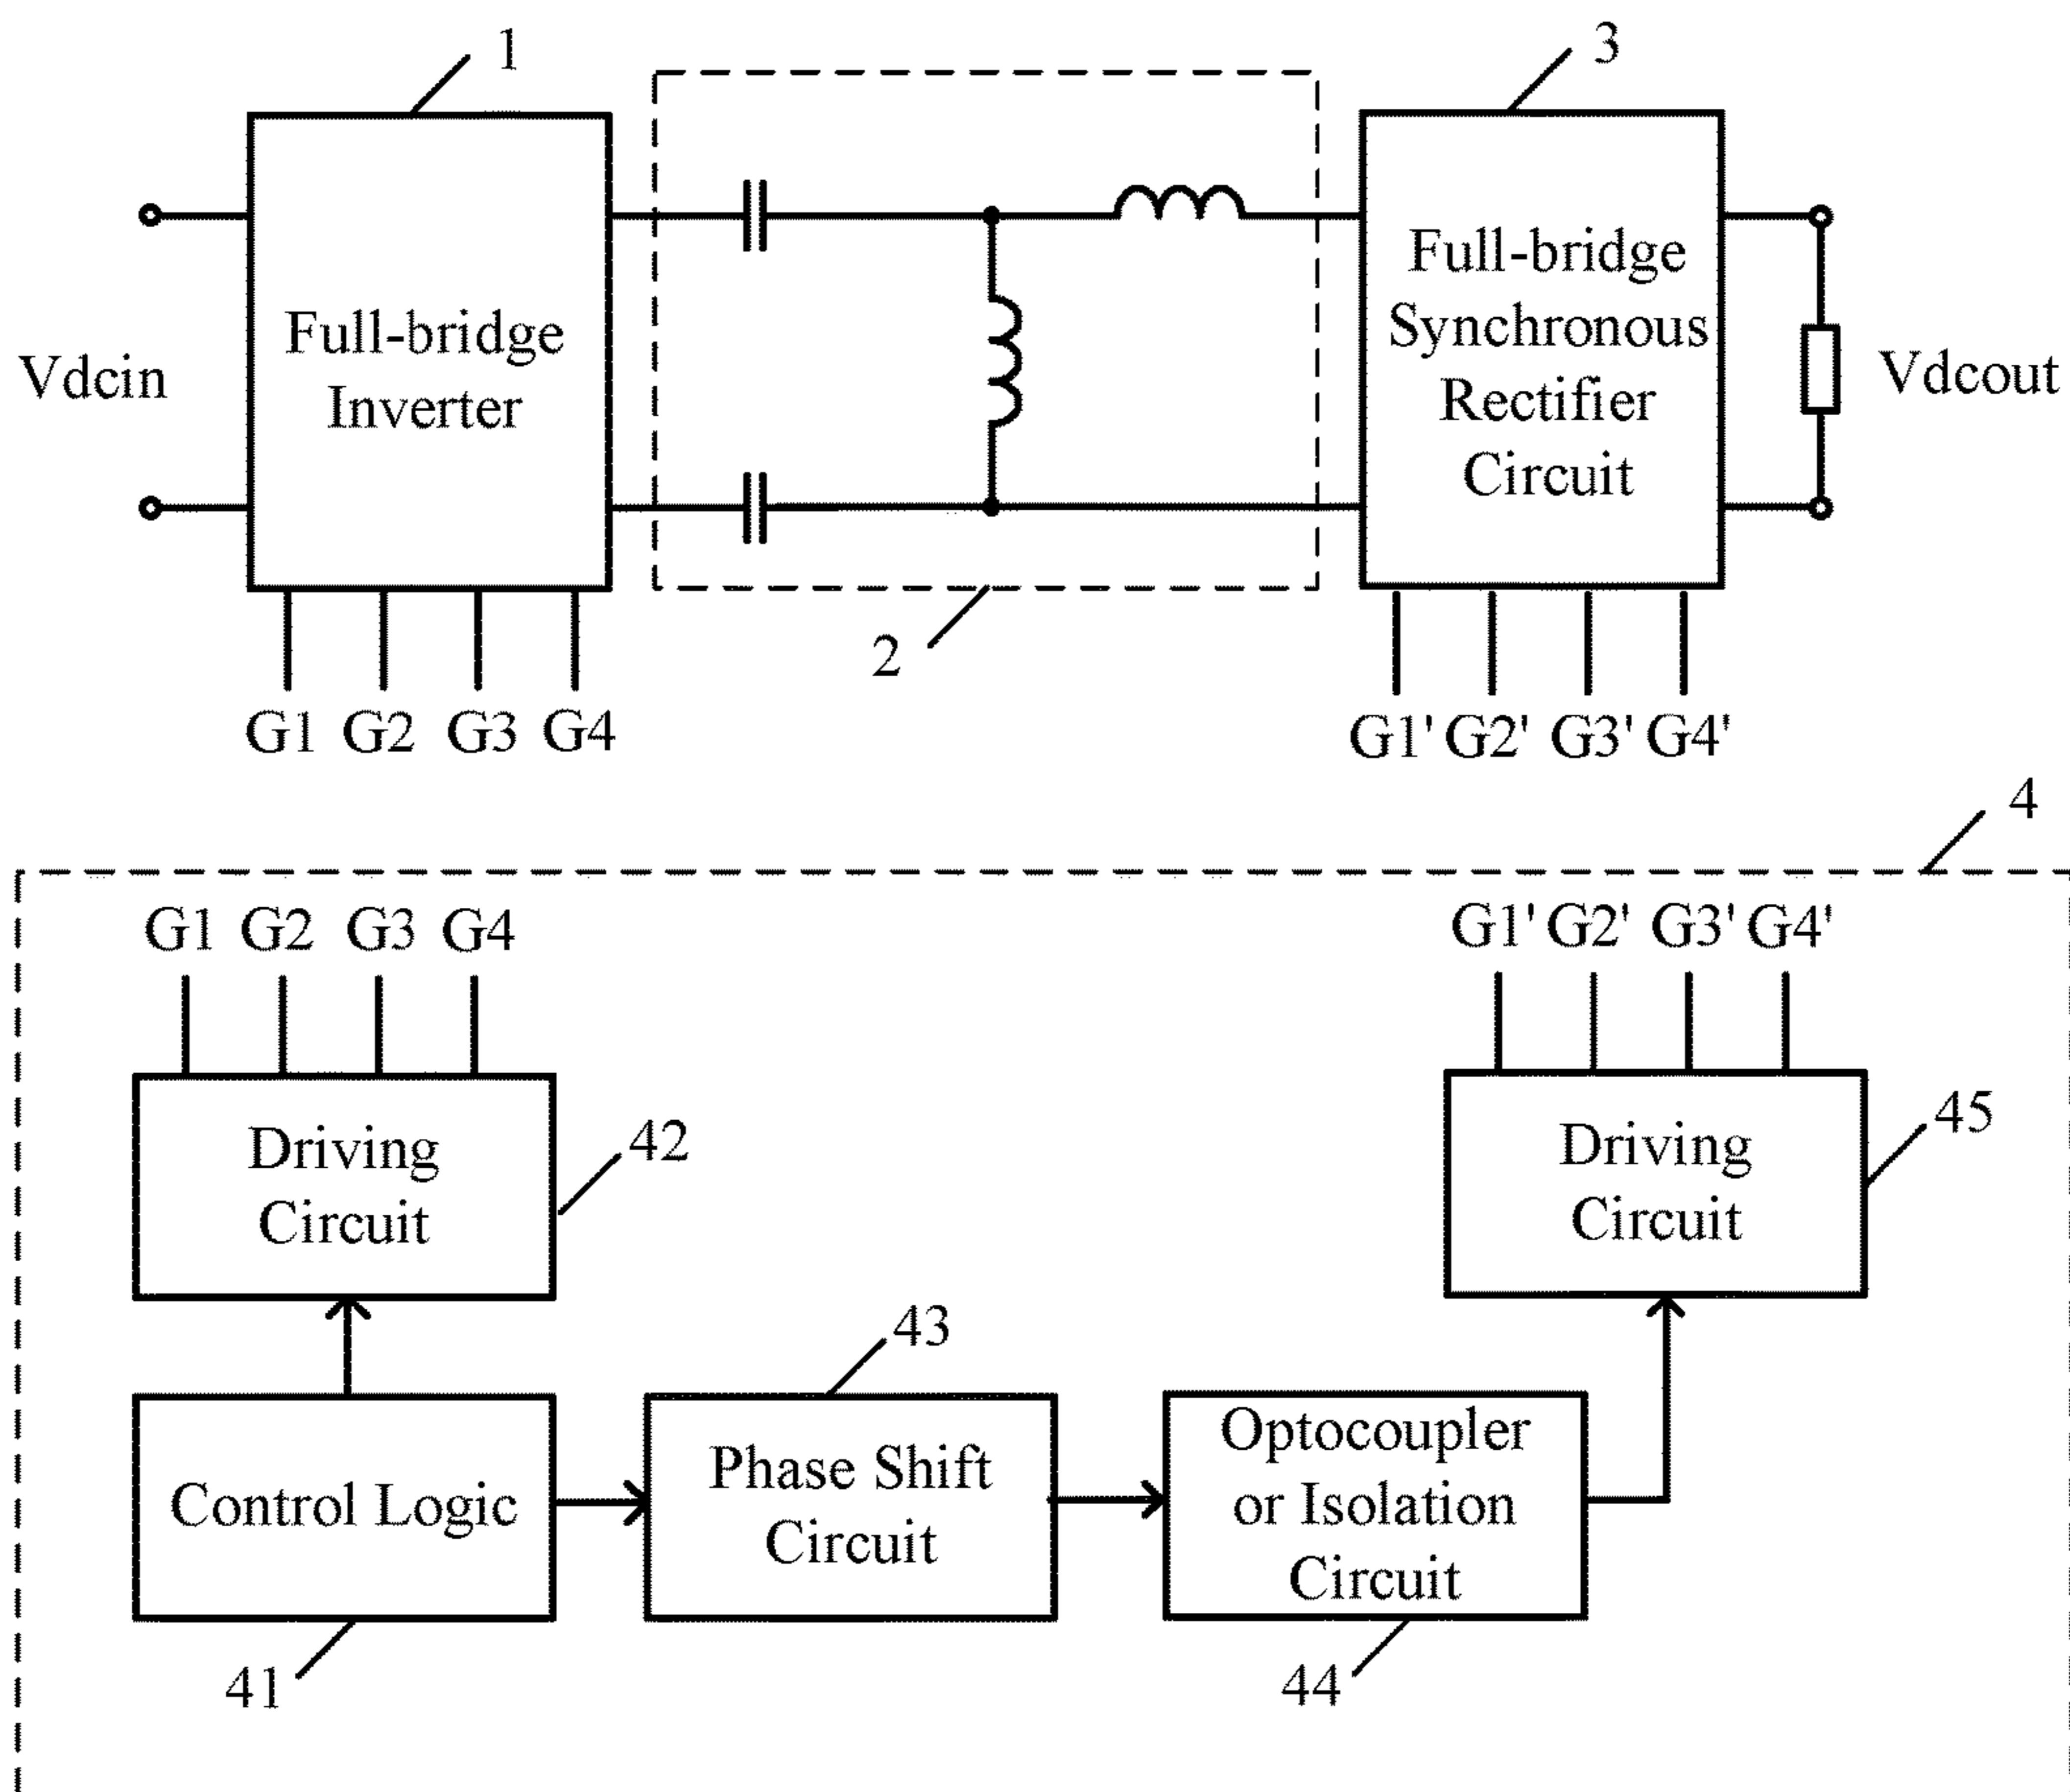 1
3
Vdcin
Full-bridge
Inverter
Full-bridge
Synchronous
Rectifier
Circuit
Vdcout
2
G1 G2 G3 G4
G1' G2' G3' G4'
4
G1 G2 G3 G4
G1' G2' G3' G4'
Driving
Circuit
42
Driving
Circuit
45
43
Control Logic
Phase Shift
Circuit
Optocoupler
or Isolation
Circuit
41
44